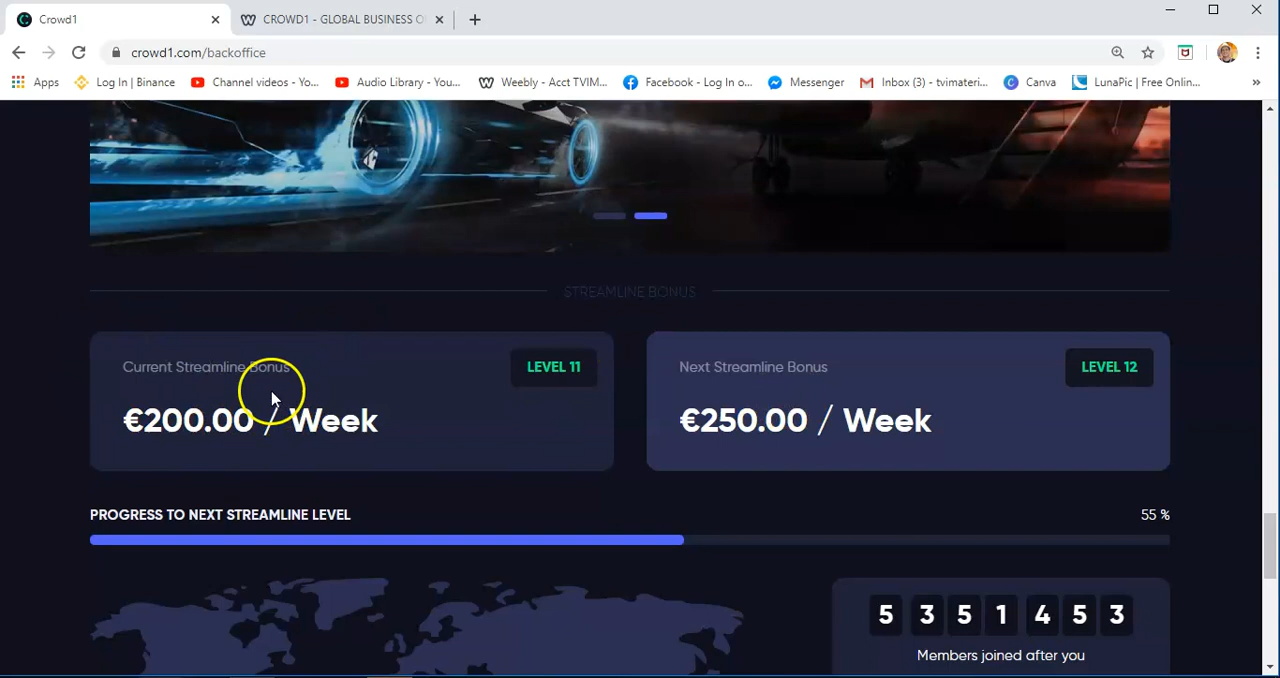 Crowd1
CROWD1 - GLOBAL BUSINESS O
crowd1.com/backoffice
Apps
Log In | Binance
Channel videos - Yo...
Audio Library - You...
Weebly - Acct TVIM...
Facebook - Log In o...
Messenger
Inbox (3) - tvimateri...
Canva
LunaPic | Free Onlin...
STREAMLINE BONUS
Current Streamline Bonus
LEVEL 11
€200.00 / Week
Next Streamline Bonus
LEVEL 12
€250.00 / Week
PROGRESS TO NEXT STREAMLINE LEVEL
55 %
5 3 5 1 4 5 3
Members joined after you